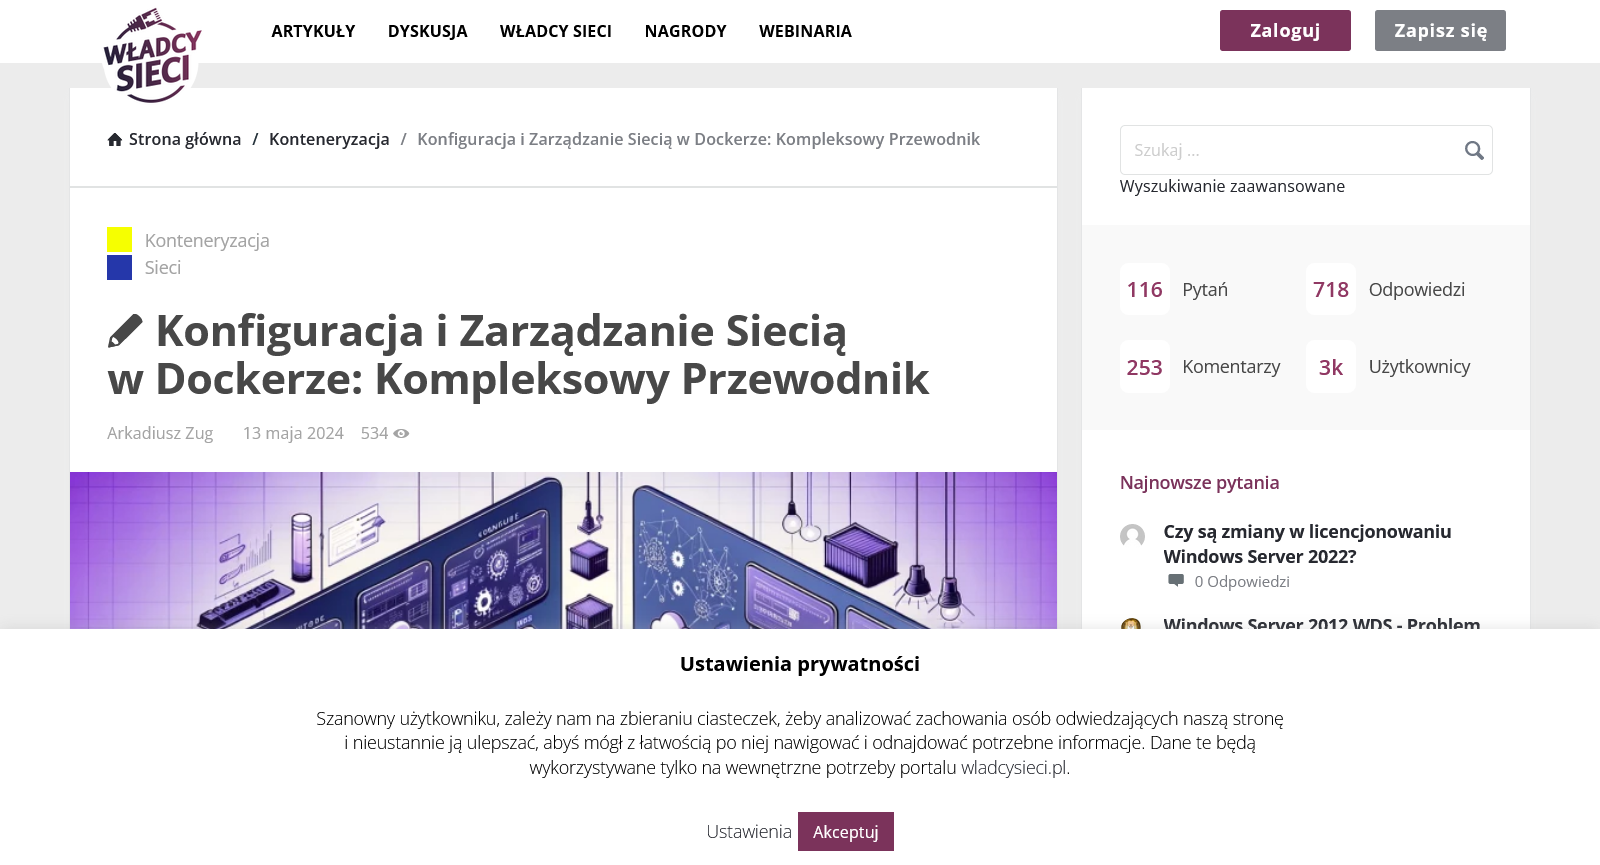 WŁADCY
SIECI
ARTYKUŁY DYSKUSJA WŁADCY SIECI NAGRODY WEBINARIA
Zaloguj Zapisz się
Strona główna / Konteneryzacja / Konfiguracja i Zarządzanie Siecią w Dockerze: Kompleksowy Przewodnik
Konteneryzacja
Sieci
Konfiguracja i Zarządzanie Siecią
w Dockerze: Kompleksowy Przewodnik
Arkadiusz Zug 13 maja 2024 534
Szukaj ...
Wyszukiwanie zaawansowane
116 Pytań 718 Odpowiedzi
253 Komentarzy 3k Użytkownicy
Najnowsze pytania
Czy są zmiany w licencjonowaniu
Windows Server 2022?
0 Odpowiedzi
Windows Server 2012 WDS - Problem
Ustawienia prywatności
Szanowny użytkowniku, zależy nam na zbieraniu ciasteczek, żeby analizować zachowania osób odwiedzających naszą stronę
i nieustannie ją ulepszać, abyś mógł z łatwością po niej nawigować i odnajdować potrzebne informacje. Dane te będą
wykorzystywane tylko na wewnętrzne potrzeby portalu wladcysieci.pl.
Ustawienia Akceptuj